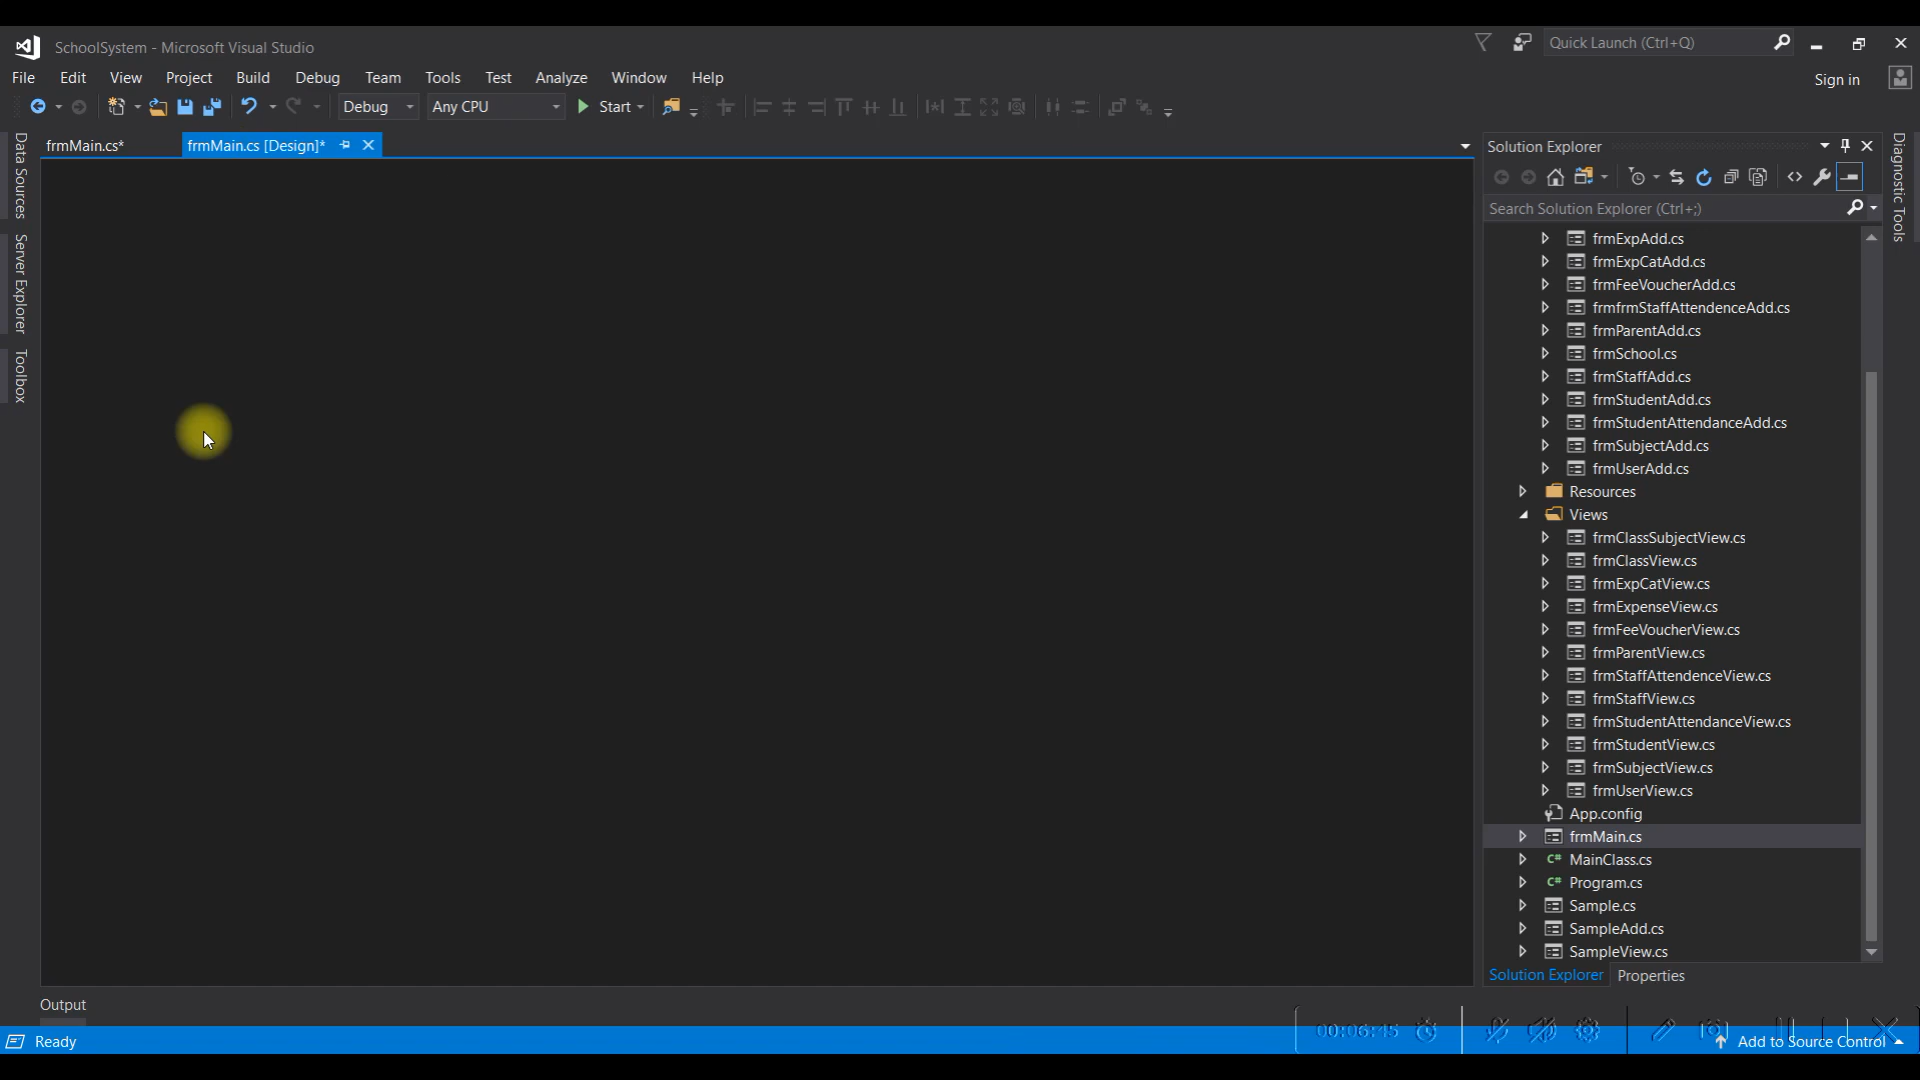 SchoolSystem - Microsoft Visual Studio
Quick Launch (Ctrl+Q)
File Edit View Project Build Debug Team Tools Test Analyze Window Help
Sign in
Debug Any CPU Start
frmMain.cs* frmMain.cs [Design]*
Data Sources
Server Explorer
Toolbox
Solution Explorer
Search Solution Explorer (Ctrl+;)
frmExpAdd.cs
frmExpCatAdd.cs
frmFeeVoucherAdd.cs
frmfrmStaffAttendenceAdd.cs
frmParentAdd.cs
frmSchool.cs
frmStaffAdd.cs
frmStudentAdd.cs
frmStudentAttendanceAdd.cs
frmSubjectAdd.cs
frmUserAdd.cs
Resources
Views
frmClassSubjectView.cs
frmClassView.cs
frmExpCatView.cs
frmExpenseView.cs
frmFeeVoucherView.cs
frmParentView.cs
frmStaffAttendenceView.cs
frmStaffView.cs
frmStudentAttendanceView.cs
frmStudentView.cs
frmSubjectView.cs
frmUserView.cs
App.config
frmMain.cs
C# MainClass.cs
C# Program.cs
Sample.cs
SampleAdd.cs
SampleView.cs
Solution Explorer Properties
Diagnostic Tools
Output
Ready
00:06:45
Add to Source Control